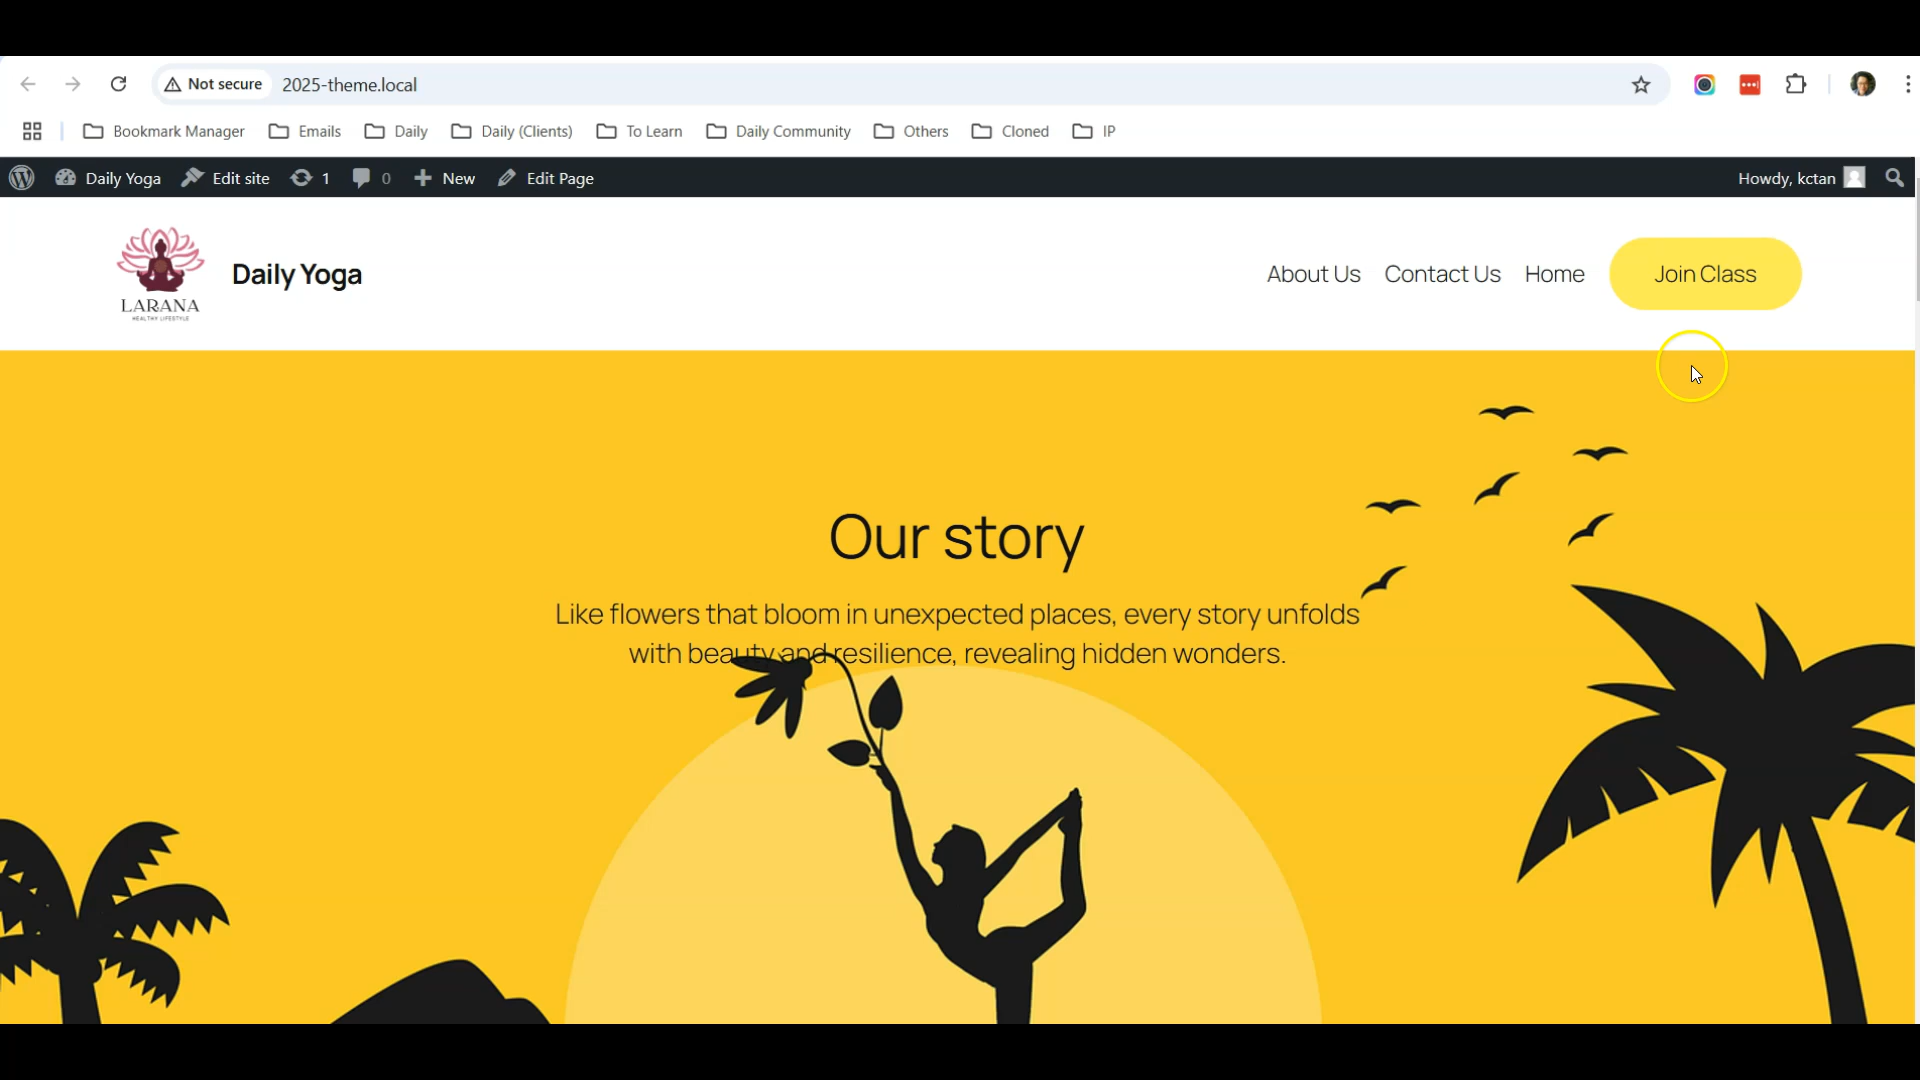 Not secure 2025-theme.local
Bookmark Manager Emails Daily Daily (Clients) To Learn Daily Community Others Cloned IP
Daily Yoga Edit site 1 0 New Edit Page Howdy, kctan
LARANA
HEALTHY LIFESTYLE
Daily Yoga
About Us Contact Us Home Join Class
Our story
Like flowers that bloom in unexpected places, every story unfolds
with beauty and resilience, revealing hidden wonders.